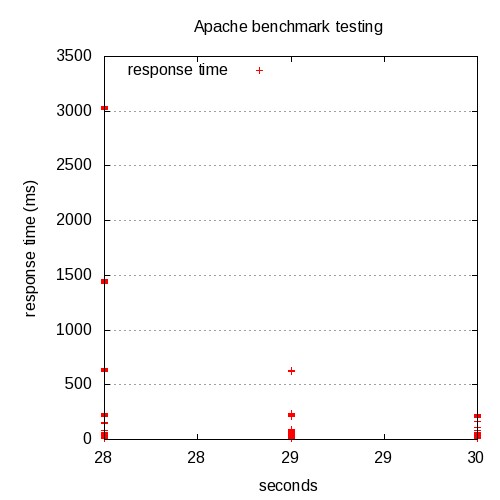 Apache benchmark testing
response time
3500
3000
2500
2000
1500
1000
500
0
response time (ms)
28 28 29 29 30
seconds